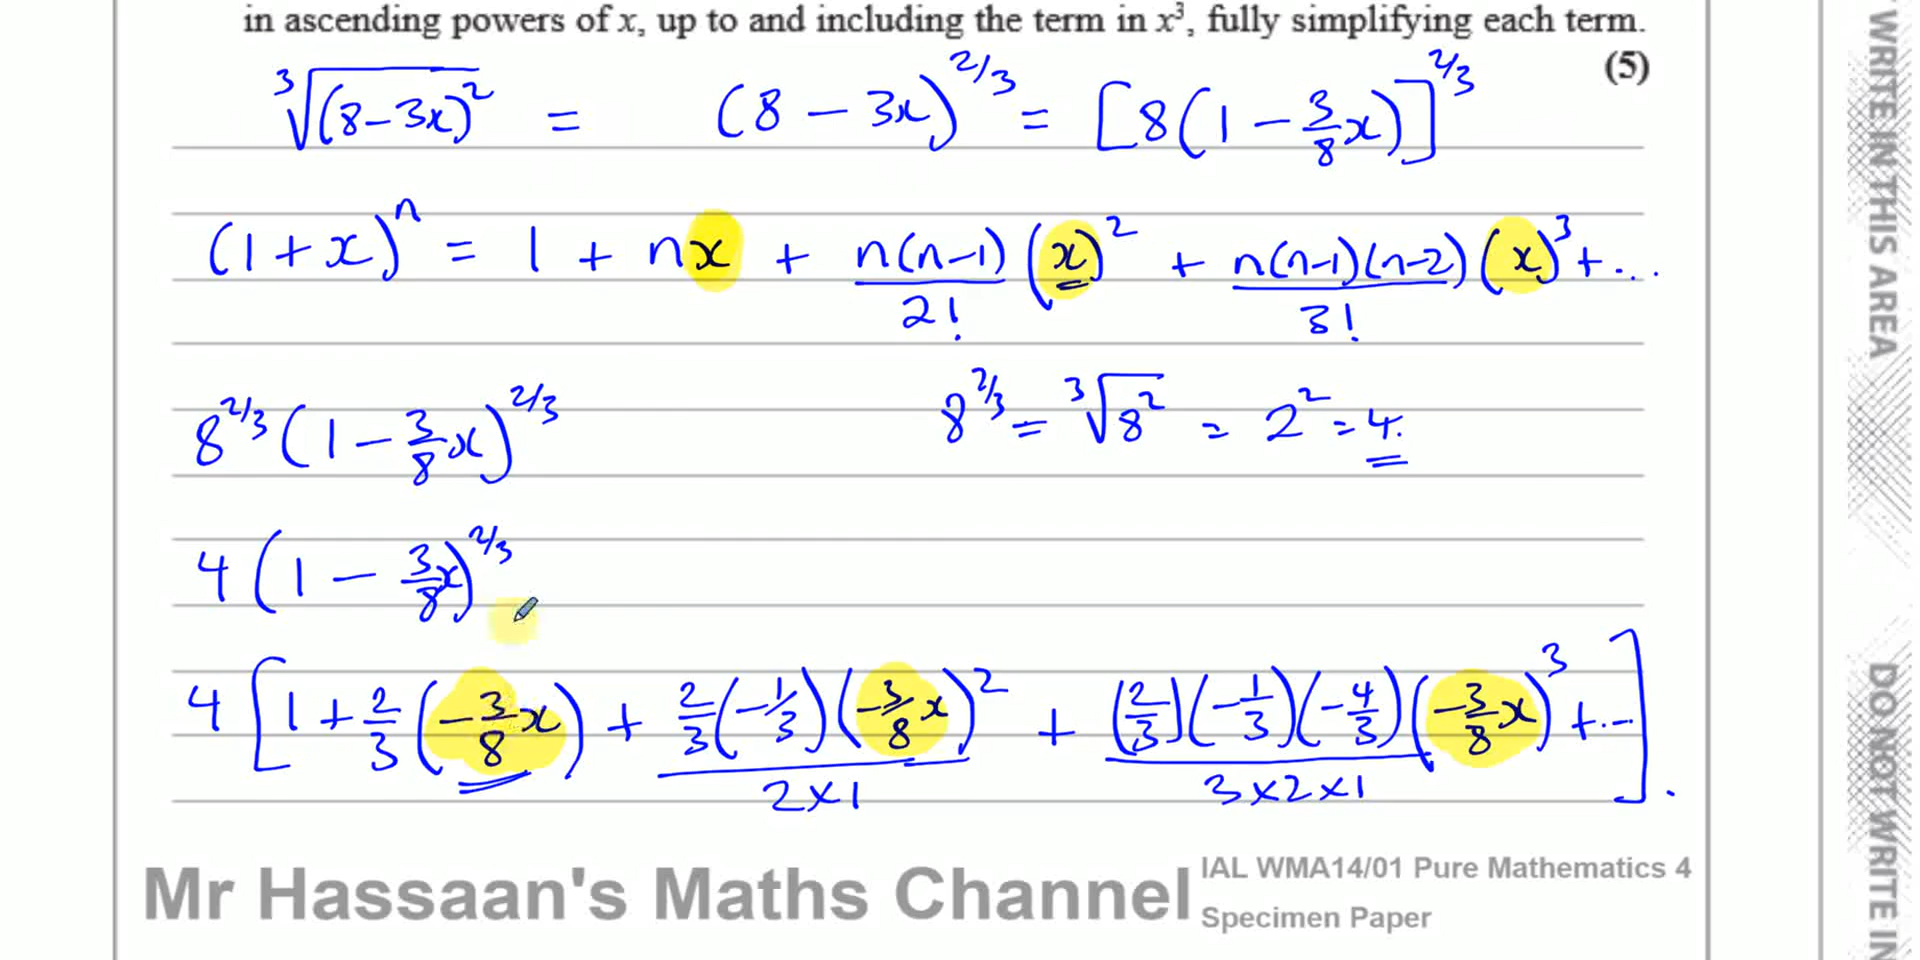 in ascending powers of x, up to and including the term in x³, fully simplifying each term.
(5)
∛(8-3x)² = (8 - 3x)^2/3 = [8(1 - 3/8 x)]^2/3
(1+x)^n = 1 + nx + n(n-1)/2! (x)² + n(n-1)(n-2)/3! (x)³ + ...
8^2/3 (1 - 3/8 x)^2/3
8^2/3 = ∛8² = 2² = 4.
4 (1 - 3/8 x)^2/3
4 [1 + 2/3 (-3/8 x) + 2/3 (-1/3)(-3/8 x)² / 2×1 + (2/3)(-1/3)(-4/3)(-3/8 x)³ / 3×2×1 + ...].
Mr Hassaan's Maths Channel
IAL WMA14/01 Pure Mathematics 4
Specimen Paper
WRITE IN THIS AREA
DO NOT WRITE IN